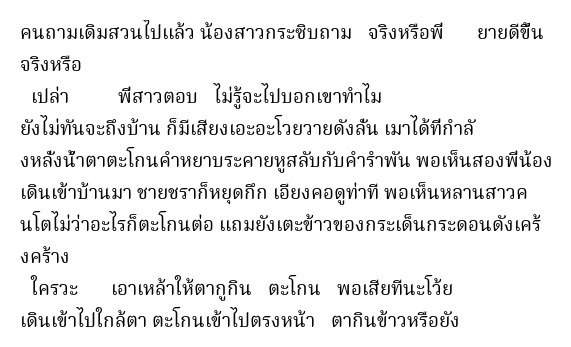 คนถามเดิมสวนไปแล้ว น้องสาวกระซิบถาม จริงหรือพี่ ยายดีขึ้น
จริงหรือ
เปล่า พี่สาวตอบ ไม่รู้จะไปบอกเขาทำไม
ยังไม่ทันจะถึงบ้าน ก็มีเสียงเอะอะโวยวายดังลั่น เมาได้ที่กำลั
งหลั่งน้ำตาตะโกนคำหยาบระคายหูสลับกับคำรำพัน พอเห็นสองพี่น้อง
เดินเข้าบ้านมา ชายชราก็หยุดกึก เอียงคอดูท่าที พอเห็นหลานสาวค
นโตไม่ว่าอะไรก็ตะโกนต่อ แถมยังเตะข้าวของกระเด็นกระดอนดังเคร้
งคร้าง
ใครวะ เอาเหล้าให้ตากูกิน ตะโกน พอเสียทีนะโว้ย
เดินเข้าไปใกล้ตา ตะโกนเข้าไปตรงหน้า ตากินข้าวหรือยัง